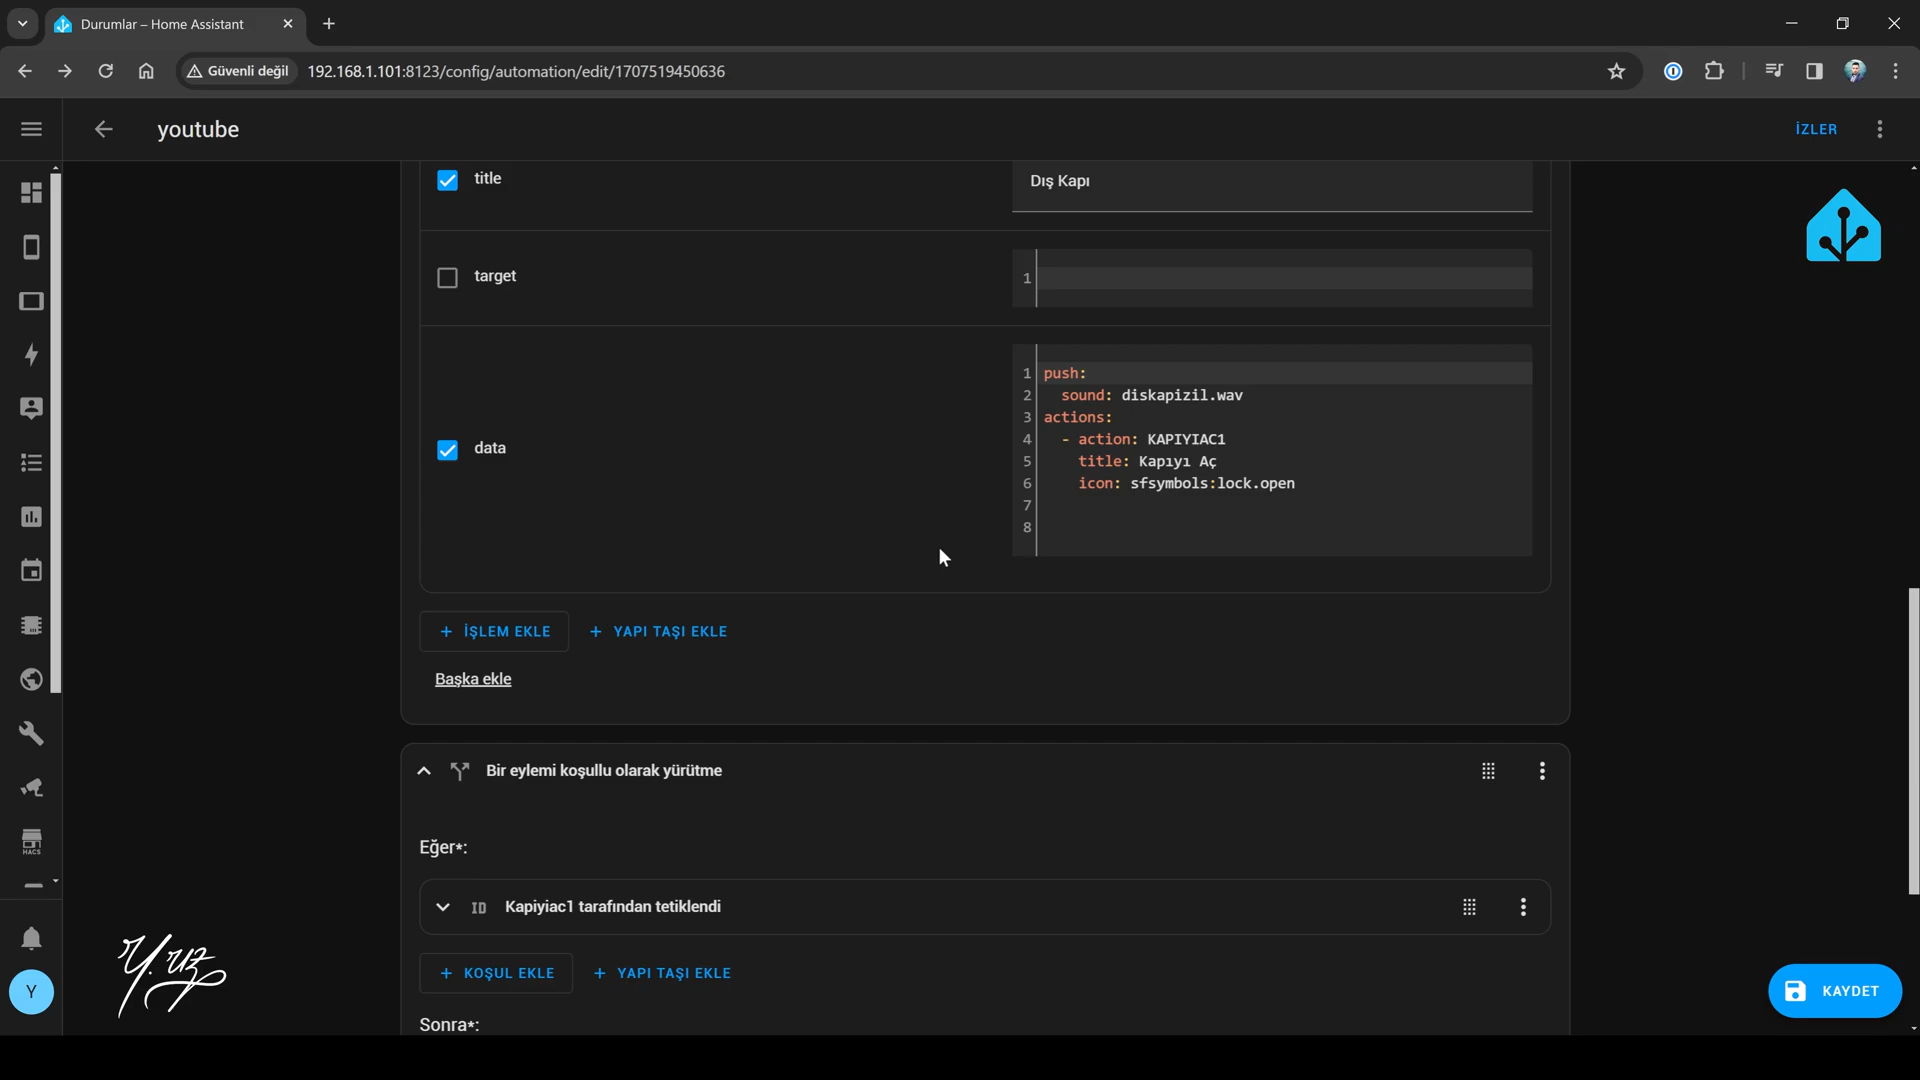 Durumlar – Home Assistant
Güvenli değil
192.168.1.101:8123/config/automation/edit/1707519450636
youtube
İZLER
title
Dış Kapı
target
1
data
1 push:
2 sound: diskapizil.wav
3 actions:
4 - action: KAPIYIAC1
5 title: Kapıyı Aç
6 icon: sfsymbols:lock.open
7
8
+ İŞLEM EKLE
+ YAPI TAŞI EKLE
Başka ekle
Bir eylemi koşullu olarak yürütme
Eğer*:
ID Kapiyiac1 tarafından tetiklendi
+ KOŞUL EKLE
+ YAPI TAŞI EKLE
Sonra*:
HACS
Y
Y.uz
KAYDET